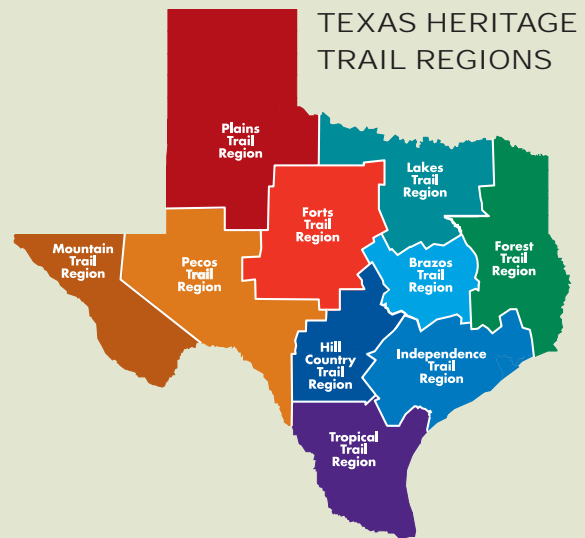 TEXAS HERITAGE
TRAIL REGIONS
Plains
Trail
Region
Lakes
Trail
Region
Forts
Trail
Region
Mountain
Trail
Region
Pecos
Trail
Region
Brazos
Trail
Region
Forest
Trail
Region
Hill
Country
Trail
Region
Independence
Trail
Region
Tropical
Trail
Region